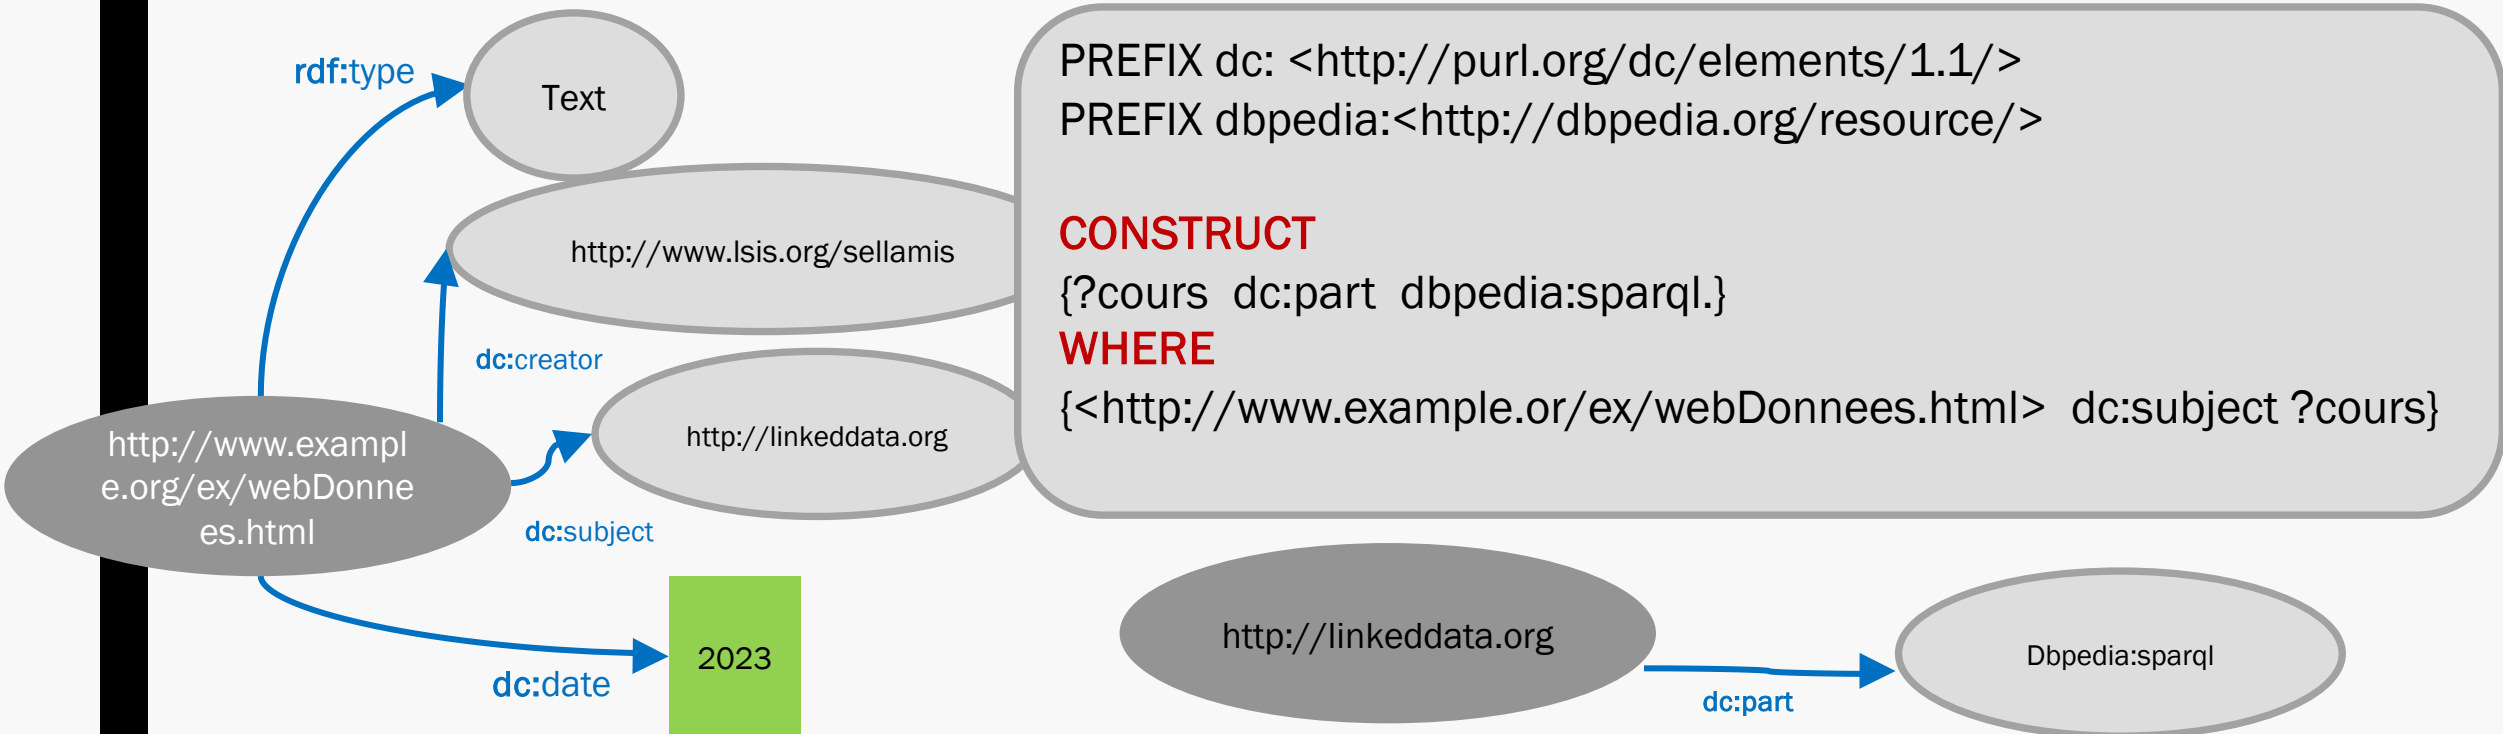 rdf:type
Text
http://www.lsis.org/sellamis
dc:creator
http://www.exampl
e.org/ex/webDonne
es.html
http://linkeddata.org
dc:subject
2023
dc:date
PREFIX dc: <http://purl.org/dc/elements/1.1/>
PREFIX dbpedia:<http://dbpedia.org/resource/>
CONSTRUCT
{?cours dc:part dbpedia:sparql.}
WHERE
{<http://www.example.or/ex/webDonnees.html> dc:subject ?cours}
http://linkeddata.org
dc:part
Dbpedia:sparql